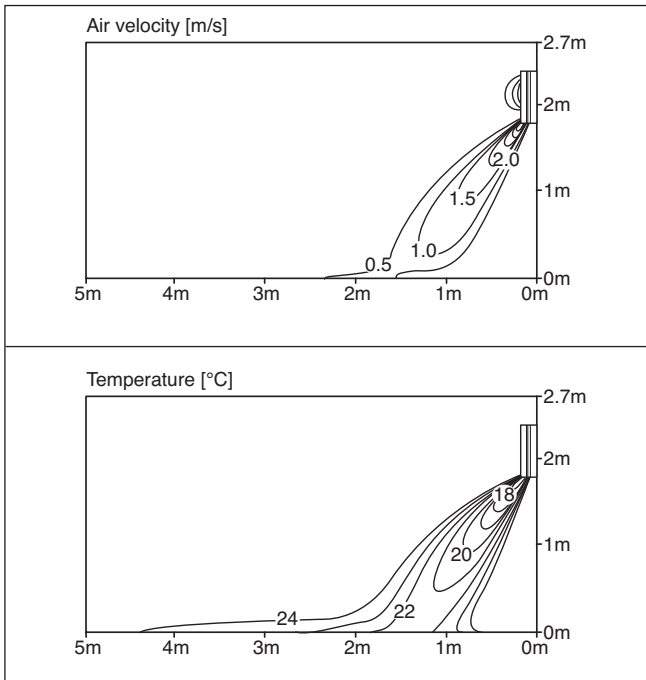 Air velocity [m/s]
2.7m
2m
2.0
1m
1.5
1.0
0.5
0m
5m 4m 3m 2m 1m 0m
Temperature [°C]
2.7m
2m
18
1m
20
22
24
0m
5m 4m 3m 2m 1m 0m